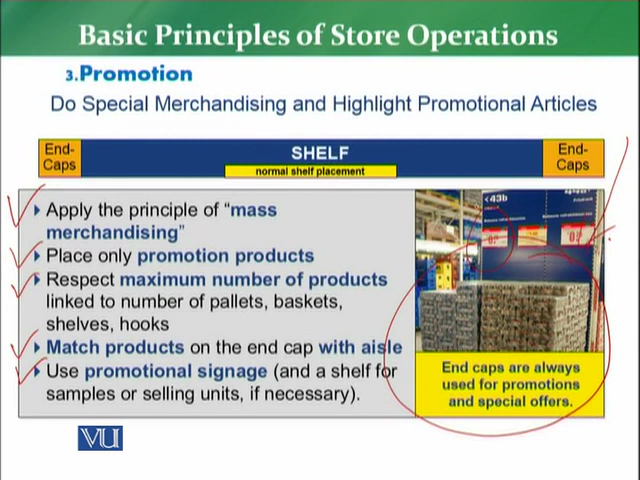 Basic Principles of Store Operations
3.Promotion
Do Special Merchandising and Highlight Promotional Articles
End-
Caps
SHELF
normal shelf placement
End-
Caps
Apply the principle of “mass
merchandising”
Place only promotion products
Respect maximum number of products
linked to number of pallets, baskets,
shelves, hooks
Match products on the end cap with aisle
Use promotional signage (and a shelf for
samples or selling units, if necessary).
<43b
End caps are always
used for promotions
and special offers.
VU